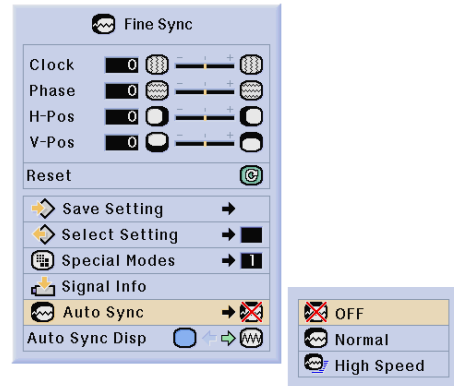 Fine Sync
Clock 0 - +
Phase 0 - +
H-Pos 0 - +
V-Pos 0 - +
Reset
Save Setting
Select Setting
Special Modes 1
Signal Info
Auto Sync
Auto Sync Disp
OFF
Normal
High Speed